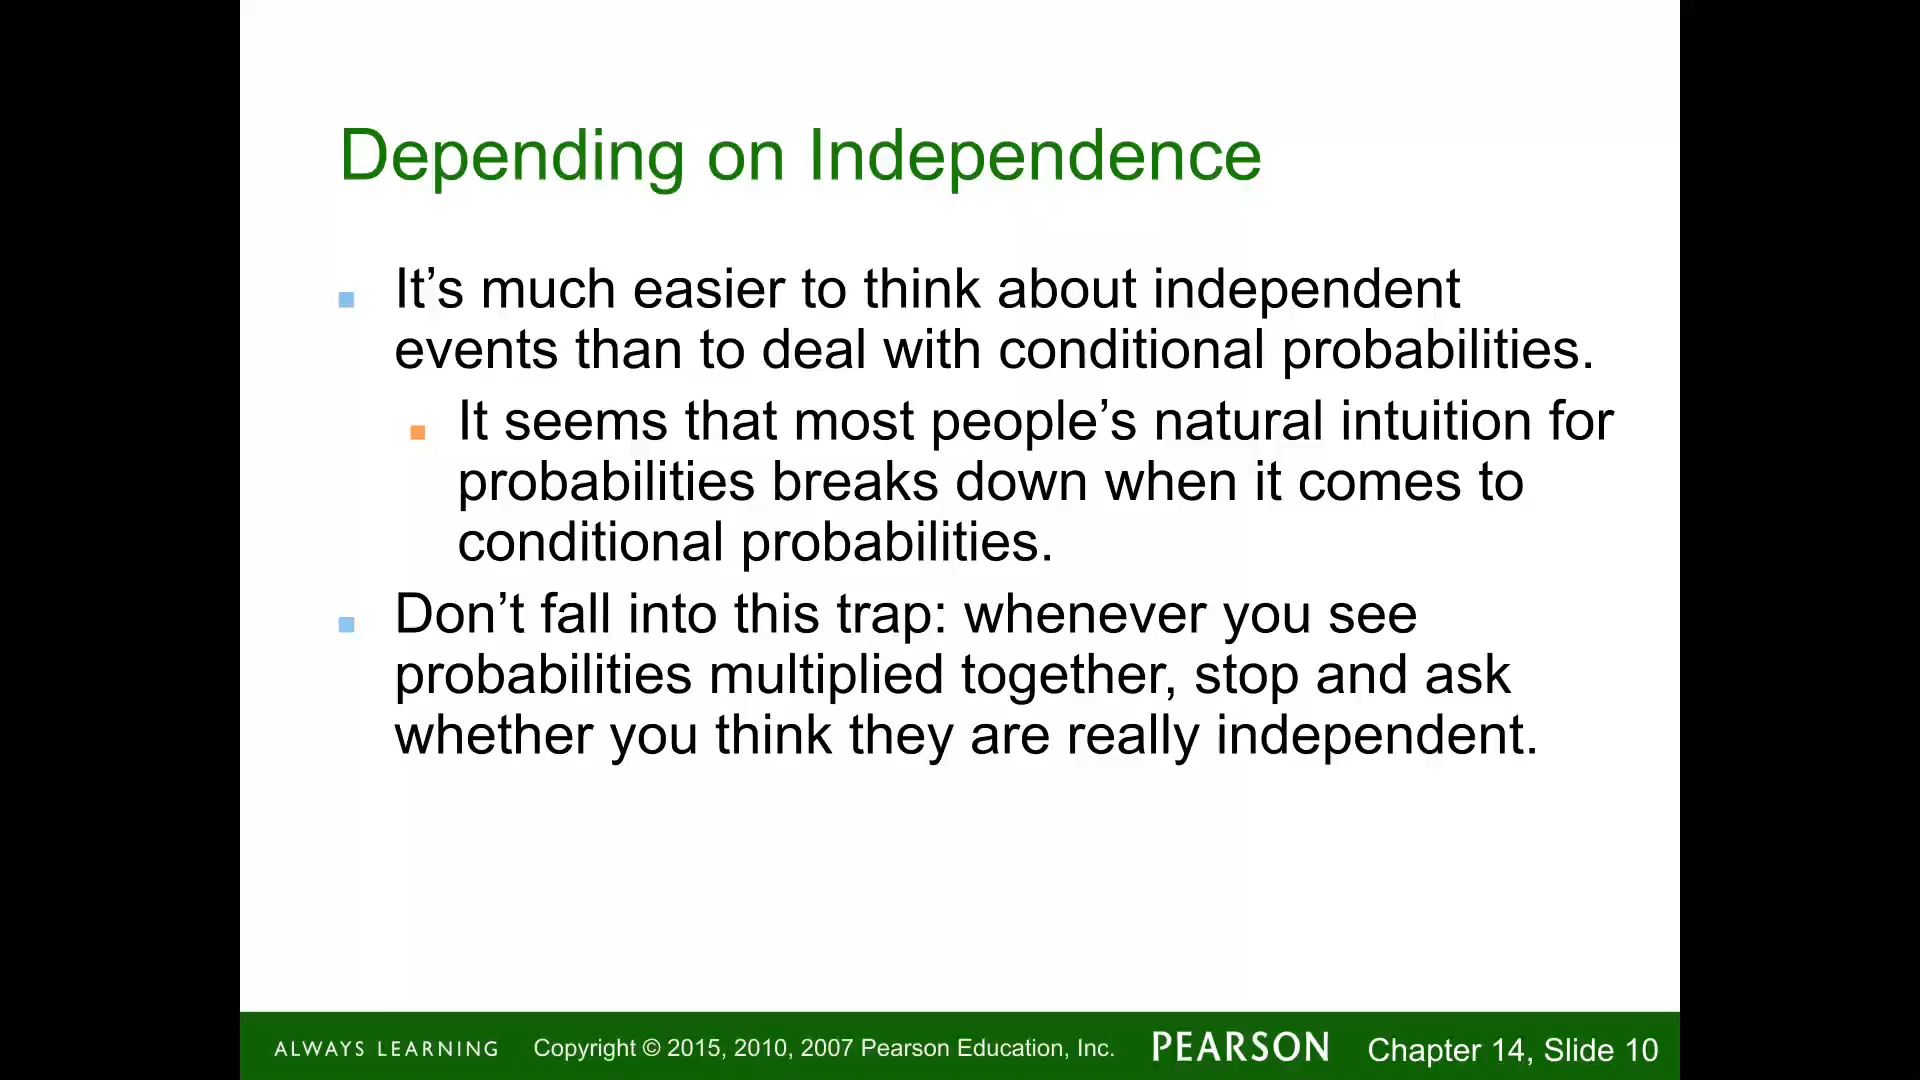 Depending on Independence
It’s much easier to think about independent
events than to deal with conditional probabilities.
It seems that most people’s natural intuition for
probabilities breaks down when it comes to
conditional probabilities.
Don’t fall into this trap: whenever you see
probabilities multiplied together, stop and ask
whether you think they are really independent.
ALWAYS LEARNING Copyright © 2015, 2010, 2007 Pearson Education, Inc. PEARSON Chapter 14, Slide 10